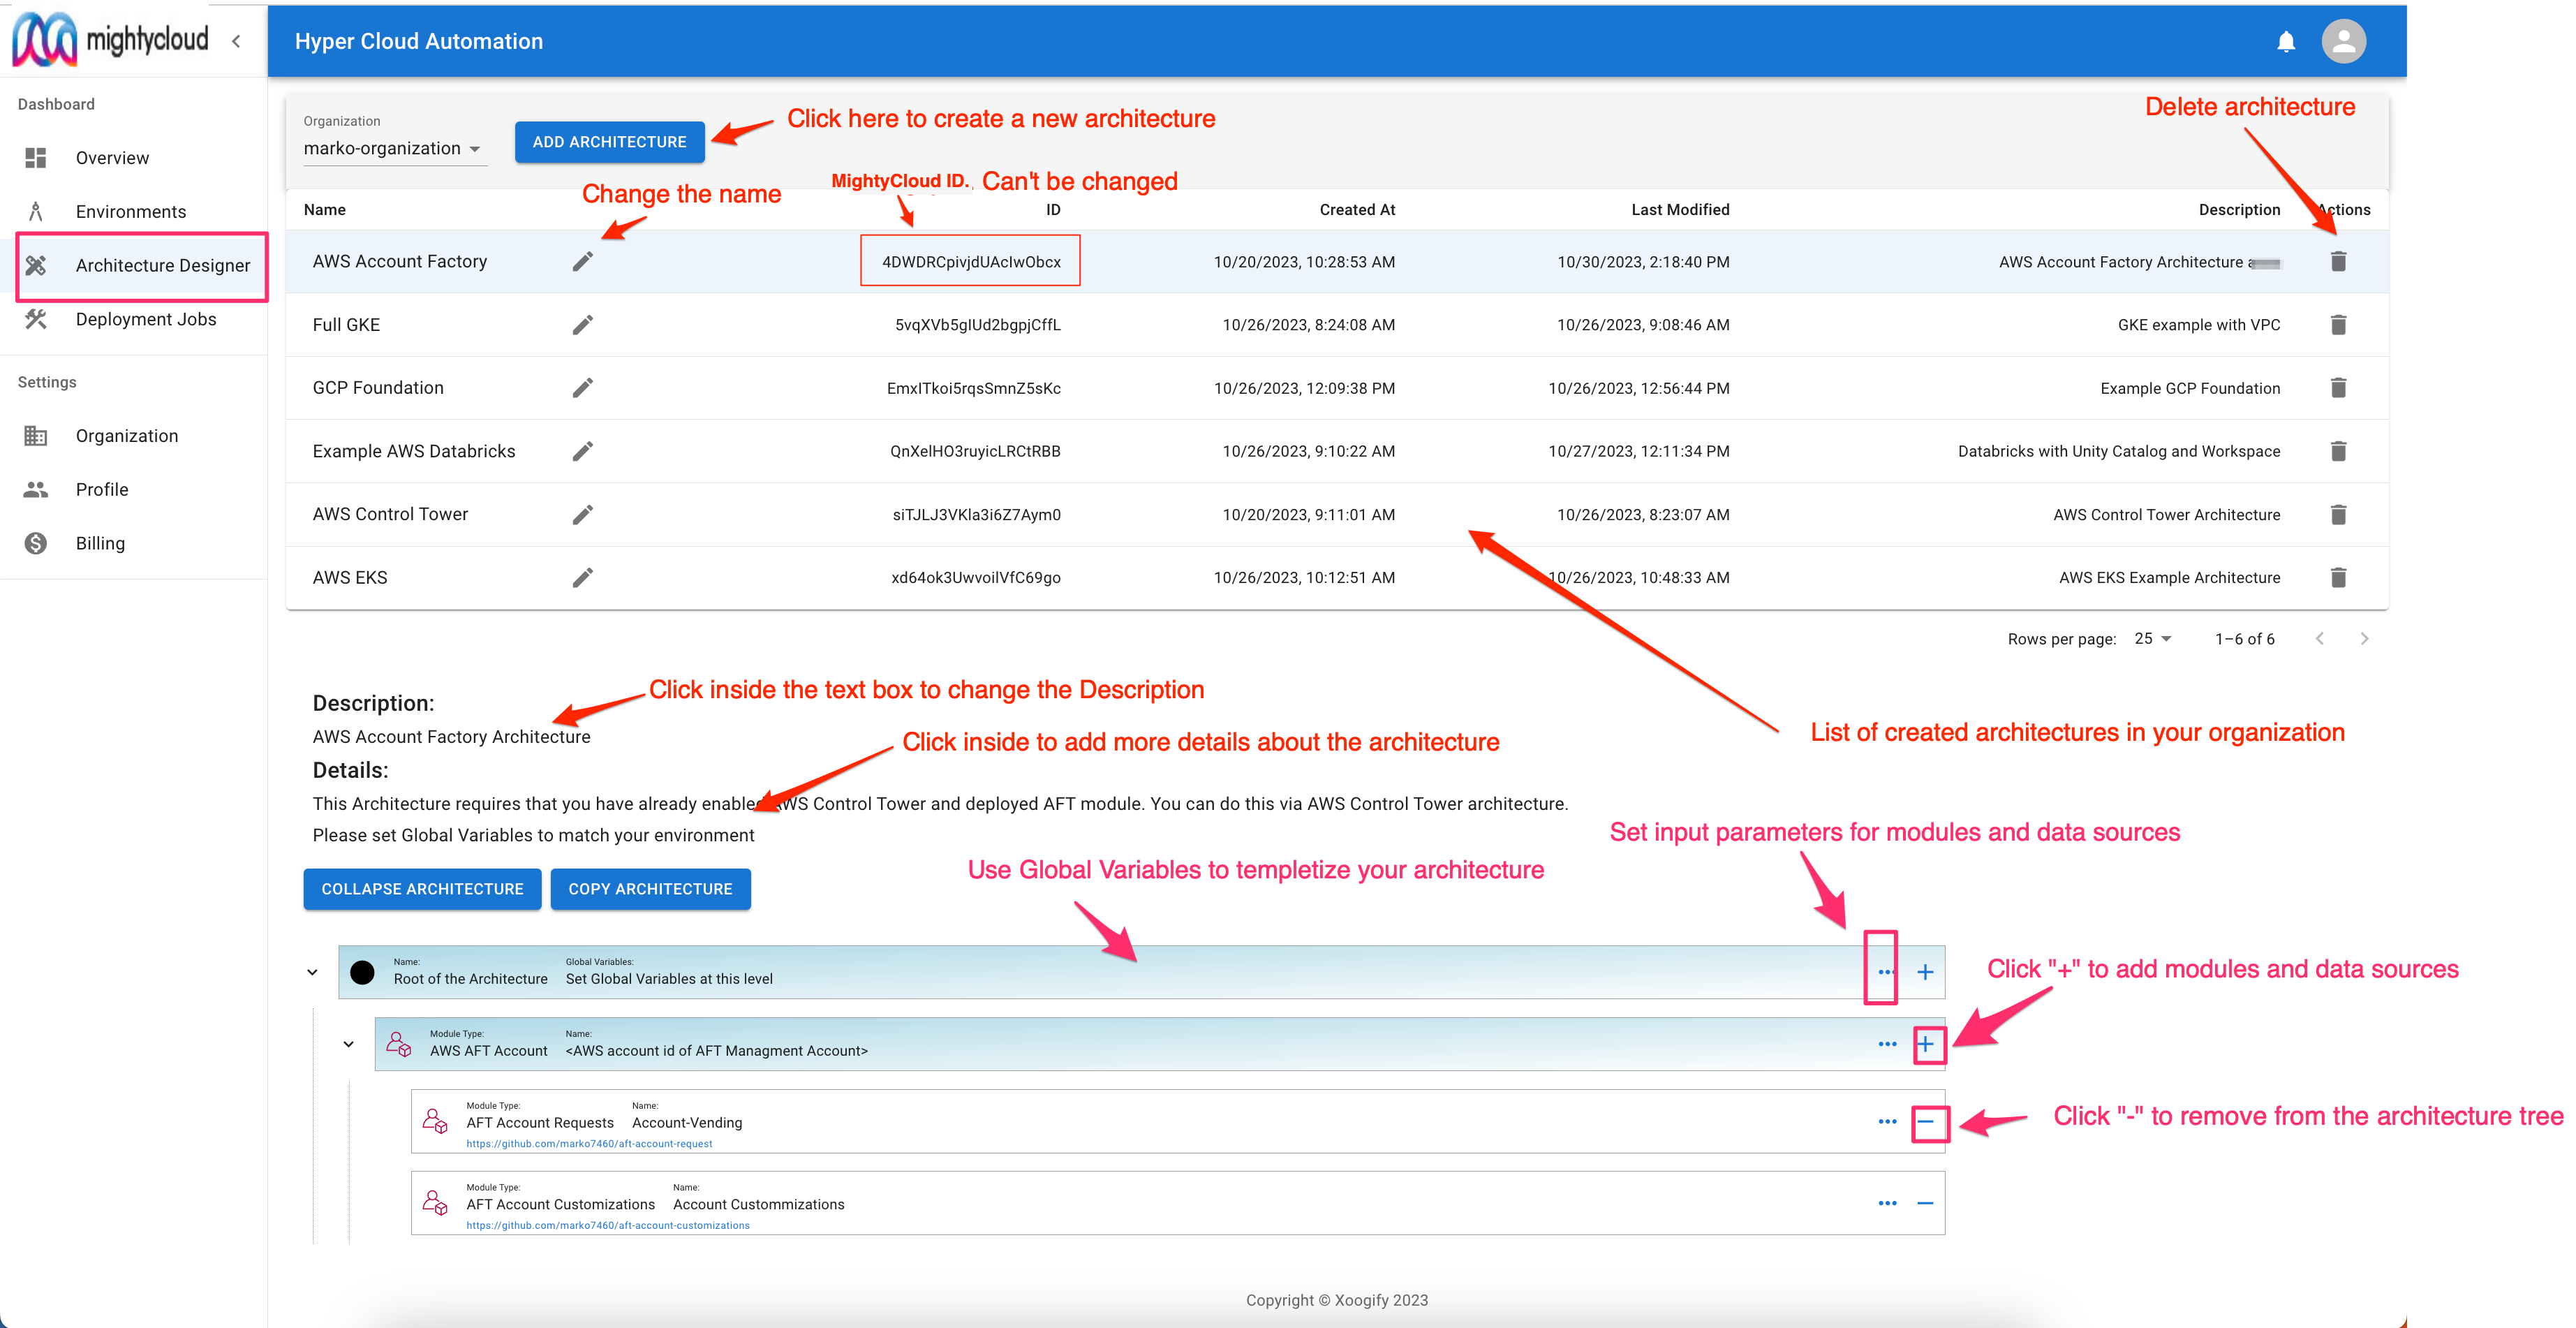 mightycloud
Hyper Cloud Automation
Dashboard
Overview
Environments
Architecture Designer
Deployment Jobs
Settings
Organization
Profile
Billing
Organization
marko-organization
ADD ARCHITECTURE
Click here to create a new architecture
Delete architecture
Change the name
MightyCloud ID. Can't be changed
Name ID Created At Last Modified Description Actions
AWS Account Factory 4DWDRCpivjdUAcIwObcx 10/20/2023, 10:28:53 AM 10/30/2023, 2:18:40 PM AWS Account Factory Architecture
Full GKE 5vqXVb5gIUd2bgpjCffL 10/26/2023, 8:24:08 AM 10/26/2023, 9:08:46 AM GKE example with VPC
GCP Foundation EmxITkoi5rqsSmnZ5sKc 10/26/2023, 12:09:38 PM 10/26/2023, 12:56:44 PM Example GCP Foundation
Example AWS Databricks QnXelHO3ruyicLRCtRBB 10/26/2023, 9:10:22 AM 10/27/2023, 12:11:34 PM Databricks with Unity Catalog and Workspace
AWS Control Tower siTJLJ3VKla3i6Z7Aym0 10/20/2023, 9:11:01 AM 10/26/2023, 8:23:07 AM AWS Control Tower Architecture
AWS EKS xd64ok3UwvoilVfC69go 10/26/2023, 10:12:51 AM 10/26/2023, 10:48:33 AM AWS EKS Example Architecture
Rows per page: 25 1–6 of 6
Description:
Click inside the text box to change the Description
AWS Account Factory Architecture
List of created architectures in your organization
Click inside to add more details about the architecture
Details:
This Architecture requires that you have already enabled AWS Control Tower and deployed AFT module. You can do this via AWS Control Tower architecture.
Please set Global Variables to match your environment
Set input parameters for modules and data sources
Use Global Variables to templetize your architecture
COLLAPSE ARCHITECTURE
COPY ARCHITECTURE
Name: Global Variables:
Root of the Architecture Set Global Variables at this level
Click "+" to add modules and data sources
Module Type: Name:
AWS AFT Account <AWS account id of AFT Managment Account>
Module Type: Name:
AFT Account Requests Account-Vending
https://github.com/marko7460/aft-account-request
Click "-" to remove from the architecture tree
Module Type: Name:
AFT Account Customizations Account Custommizations
https://github.com/marko7460/aft-account-customizations
Copyright © Xoogify 2023